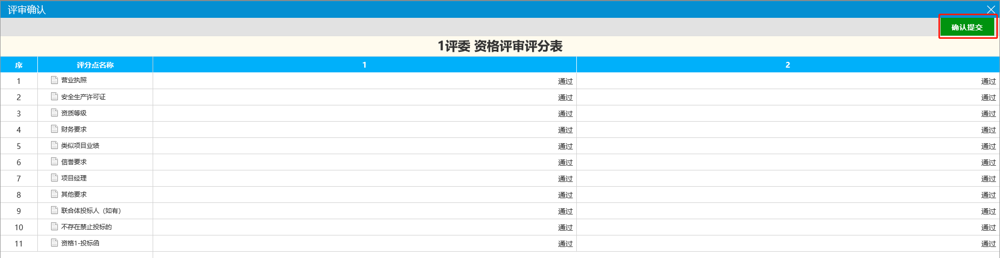 评审确认
确认提交
1评委 资格评审评分表
序 评分点名称 1 2
1 营业执照 通过 通过
2 安全生产许可证 通过 通过
3 资质等级 通过 通过
4 财务要求 通过 通过
5 类似项目业绩 通过 通过
6 信誉要求 通过 通过
7 项目经理 通过 通过
8 其他要求 通过 通过
9 联合体投标人（如有） 通过 通过
10 不存在禁止投标的 通过 通过
11 资格1-投标函 通过 通过